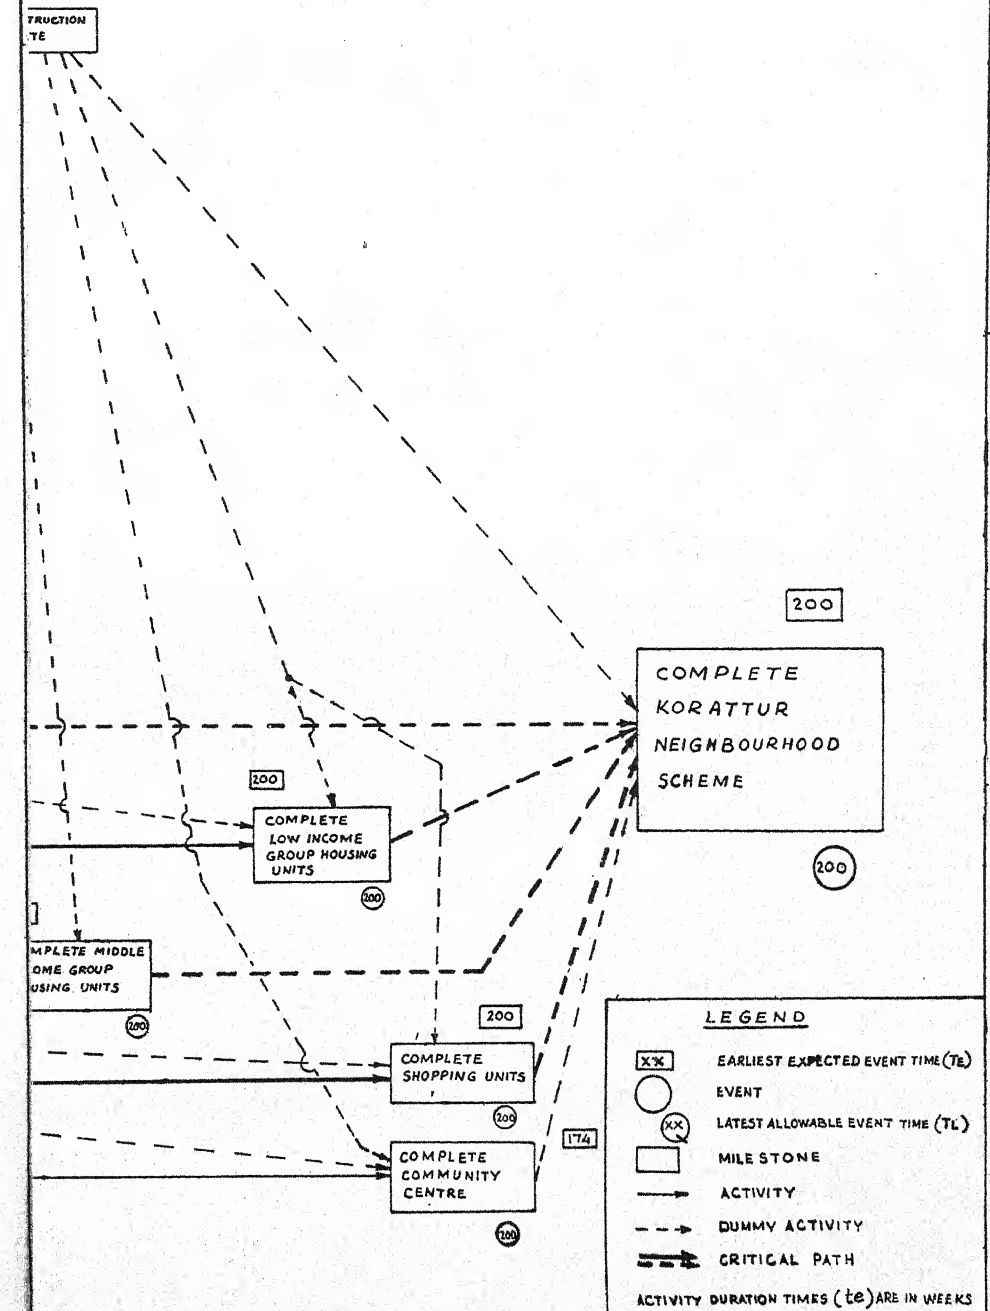 TRUCTION
TE
200
COMPLETE
KORATTUR
NEIGHBOURHOOD
SCHEME
200
200
COMPLETE
LOW INCOME
GROUP HOUSING
UNITS
200
MPLETE MIDDLE
OME GROUP
USING UNITS
200
200
COMPLETE
SHOPPING UNITS
200
174
COMPLETE
COMMUNITY
CENTRE
200
LEGEND
XX EARLIEST EXPECTED EVENT TIME (TE)
EVENT
XX LATEST ALLOWABLE EVENT TIME (TL)
MILE STONE
ACTIVITY
DUMMY ACTIVITY
CRITICAL PATH
ACTIVITY DURATION TIMES (te) ARE IN WEEKS